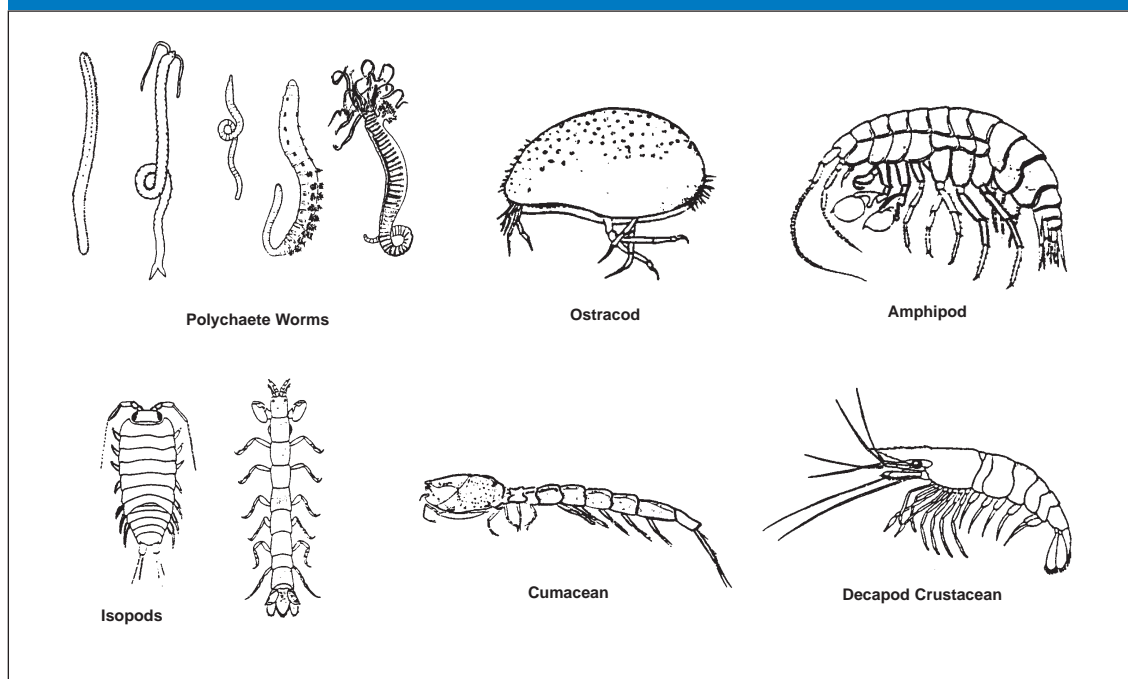 Polychaete Worms
Ostracod
Amphipod
Isopods
Cumacean
Decapod Crustacean